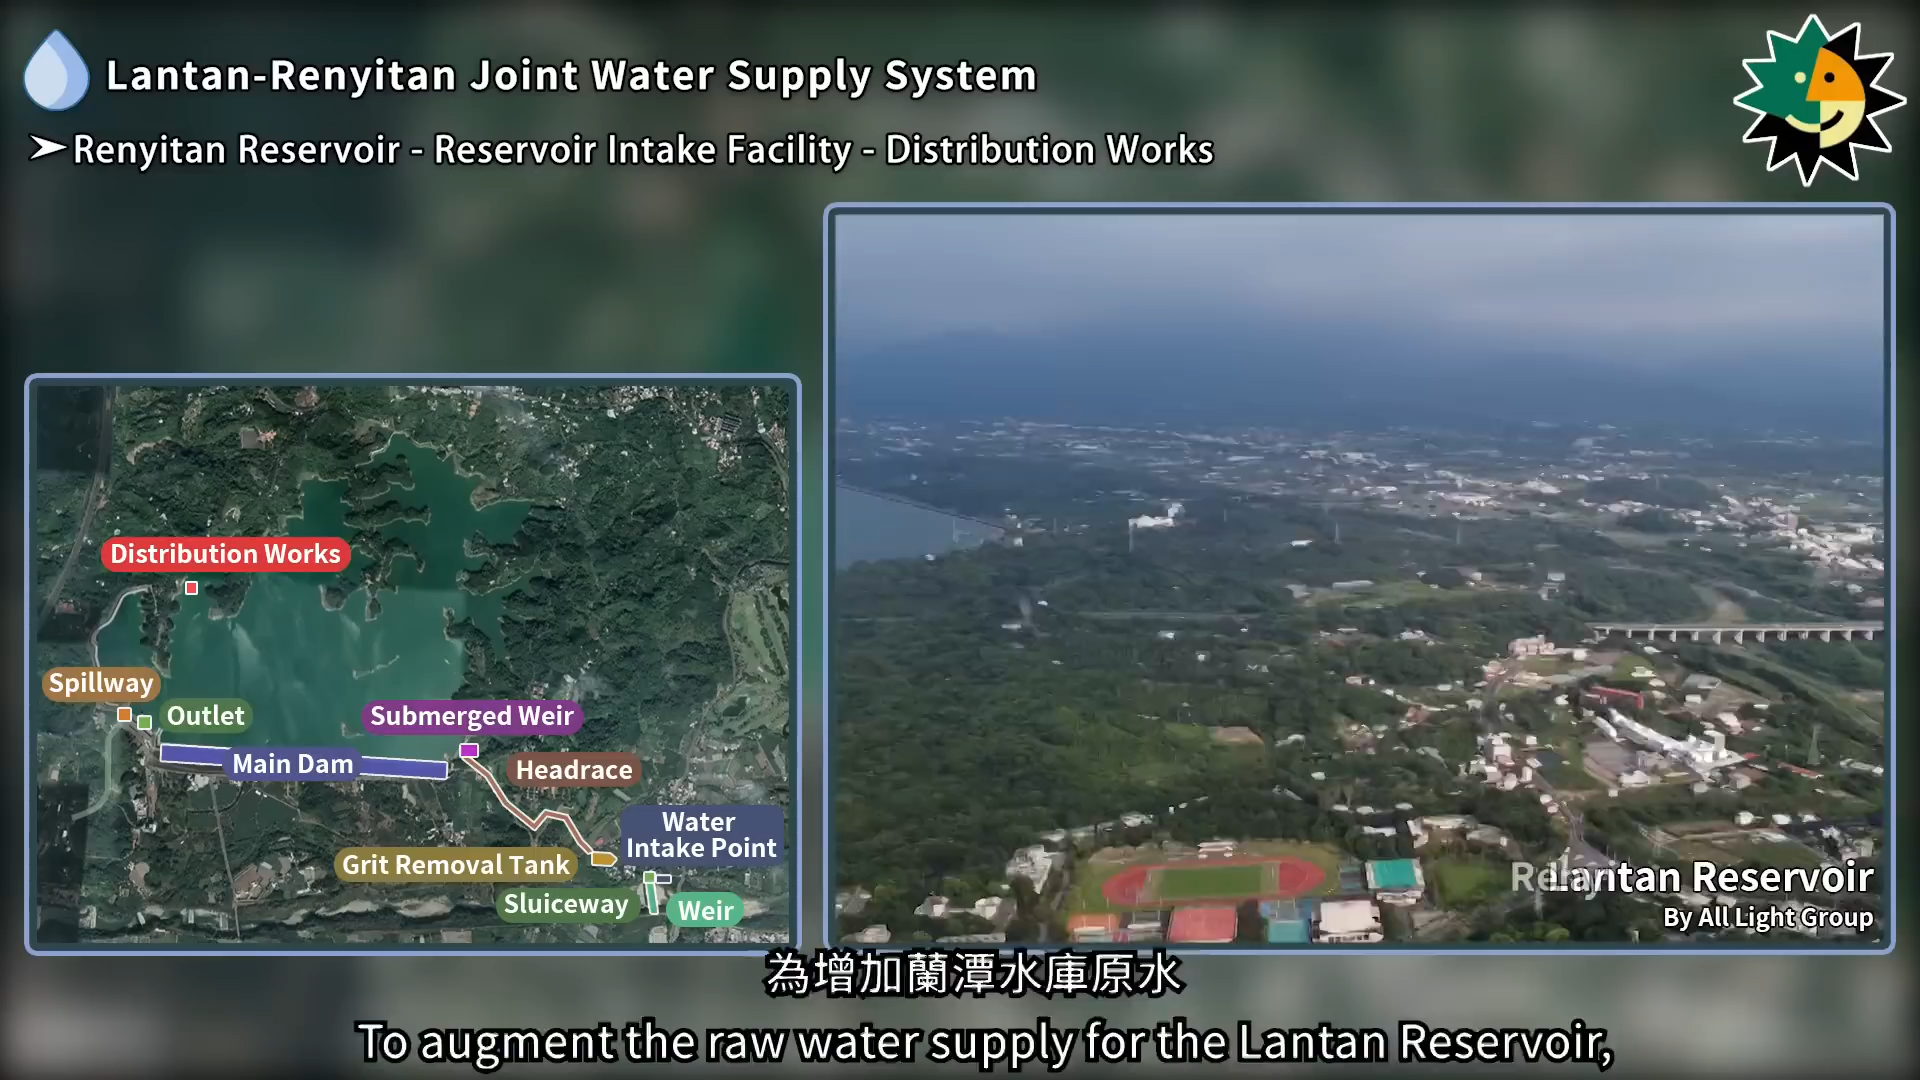 Lantan-Renyitan Joint Water Supply System
➤Renyitan Reservoir - Reservoir Intake Facility - Distribution Works
Distribution Works
Spillway
Outlet
Submerged Weir
Main Dam
Headrace
Water
Intake Point
Grit Removal Tank
Sluiceway
Weir
Lantan Reservoir
By All Light Group
為增加蘭潭水庫原水
To augment the raw water supply for the Lantan Reservoir,